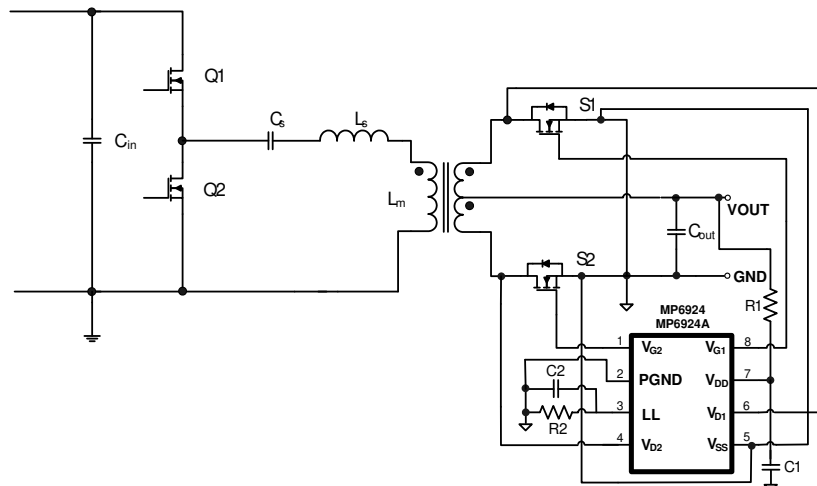 Q1
S1
Cin
Cs
Ls
Q2
Lm
VOUT
Cout
S2
GND
R1
MP6924
MP6924A
1
VG2
VG1
8
C2
2
PGND
VDD
7
3
LL
VD1
6
R2
4
VD2
VSS
5
C1